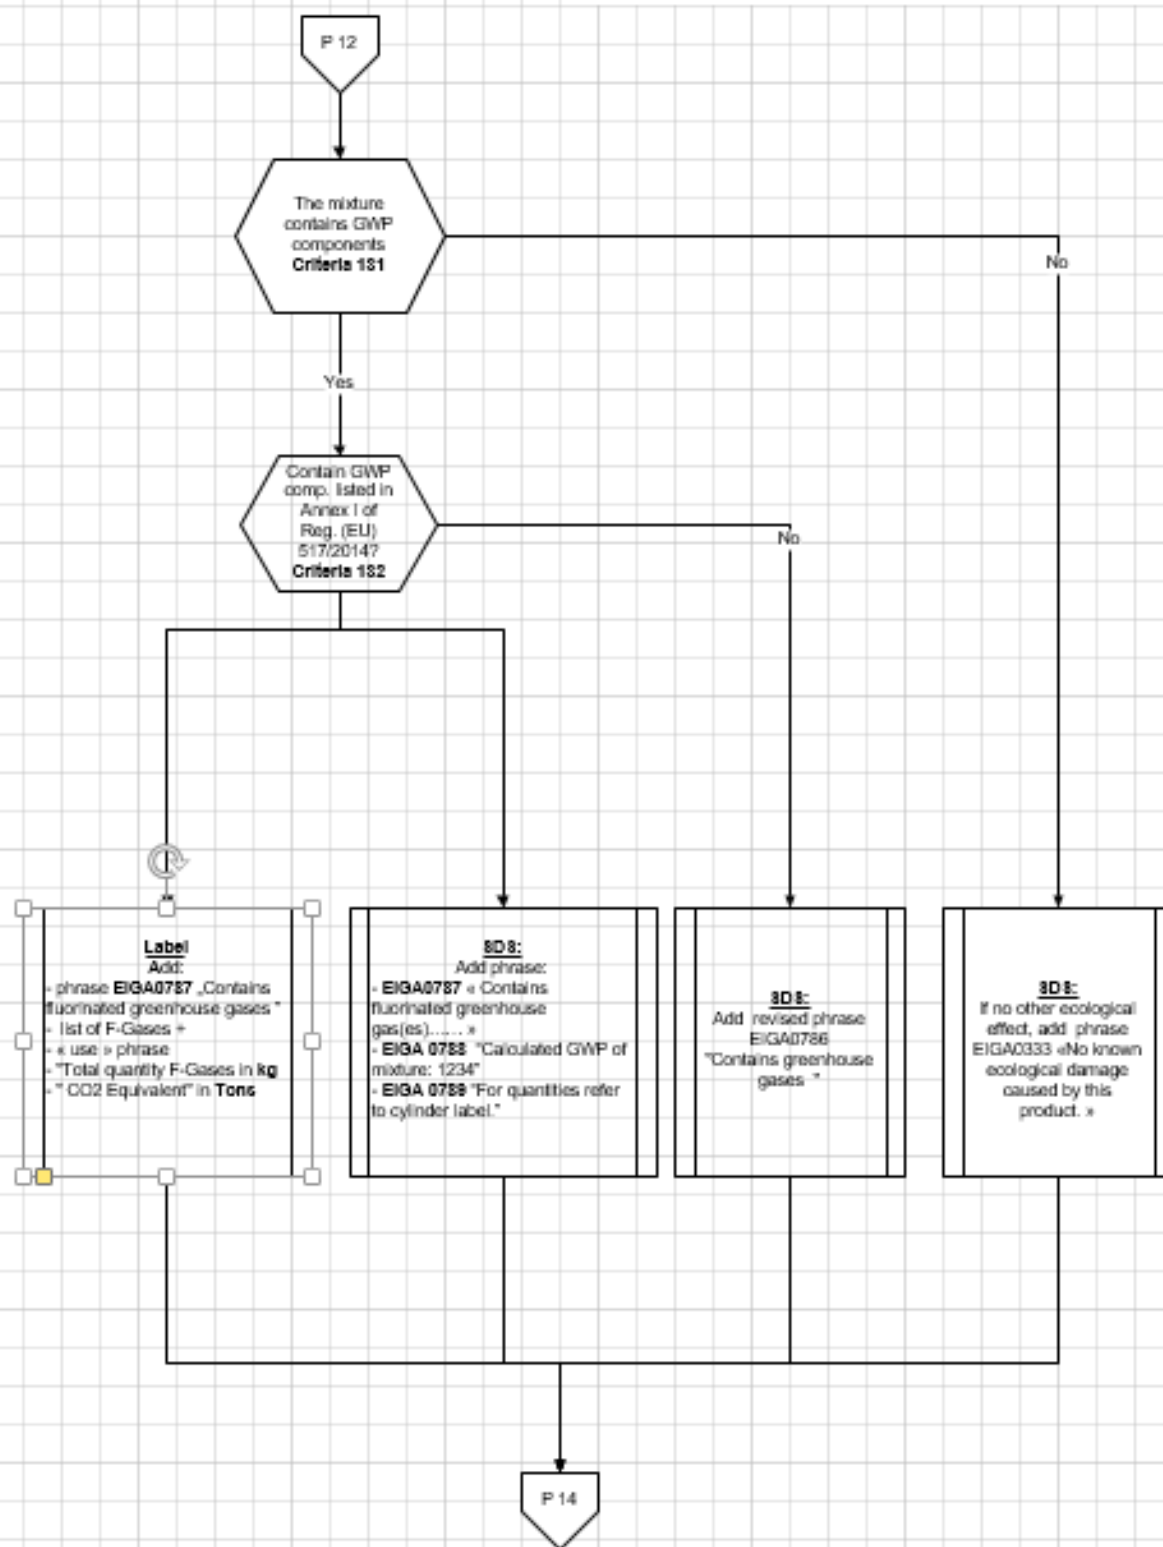 P 12
The mixture
contains GWP
components
Criteria 131
No
Yes
Contain GWP
comp. listed in
Annex I of
Reg. (EU)
517/2014?
Criteria 132
No
Label
Add:
- phrase EIGA0787 „Contains
fluorinated greenhouse gases "
- list of F-Gases +
- « use » phrase
- "Total quantity F-Gases in kg
- " CO2 Equivalent" in Tons
SDS:
Add phrase:
- EIGA0787 « Contains
fluorinated greenhouse
gas(es)...... »
- EIGA 0788 "Calculated GWP of
mixture: 1234"
- EIGA 0789 "For quantities refer
to cylinder label."
SDS:
Add revised phrase
EIGA0786
"Contains greenhouse
gases "
SDS:
If no other ecological
effect, add phrase
EIGA0333 «No known
ecological damage
caused by this
product. »
P 14